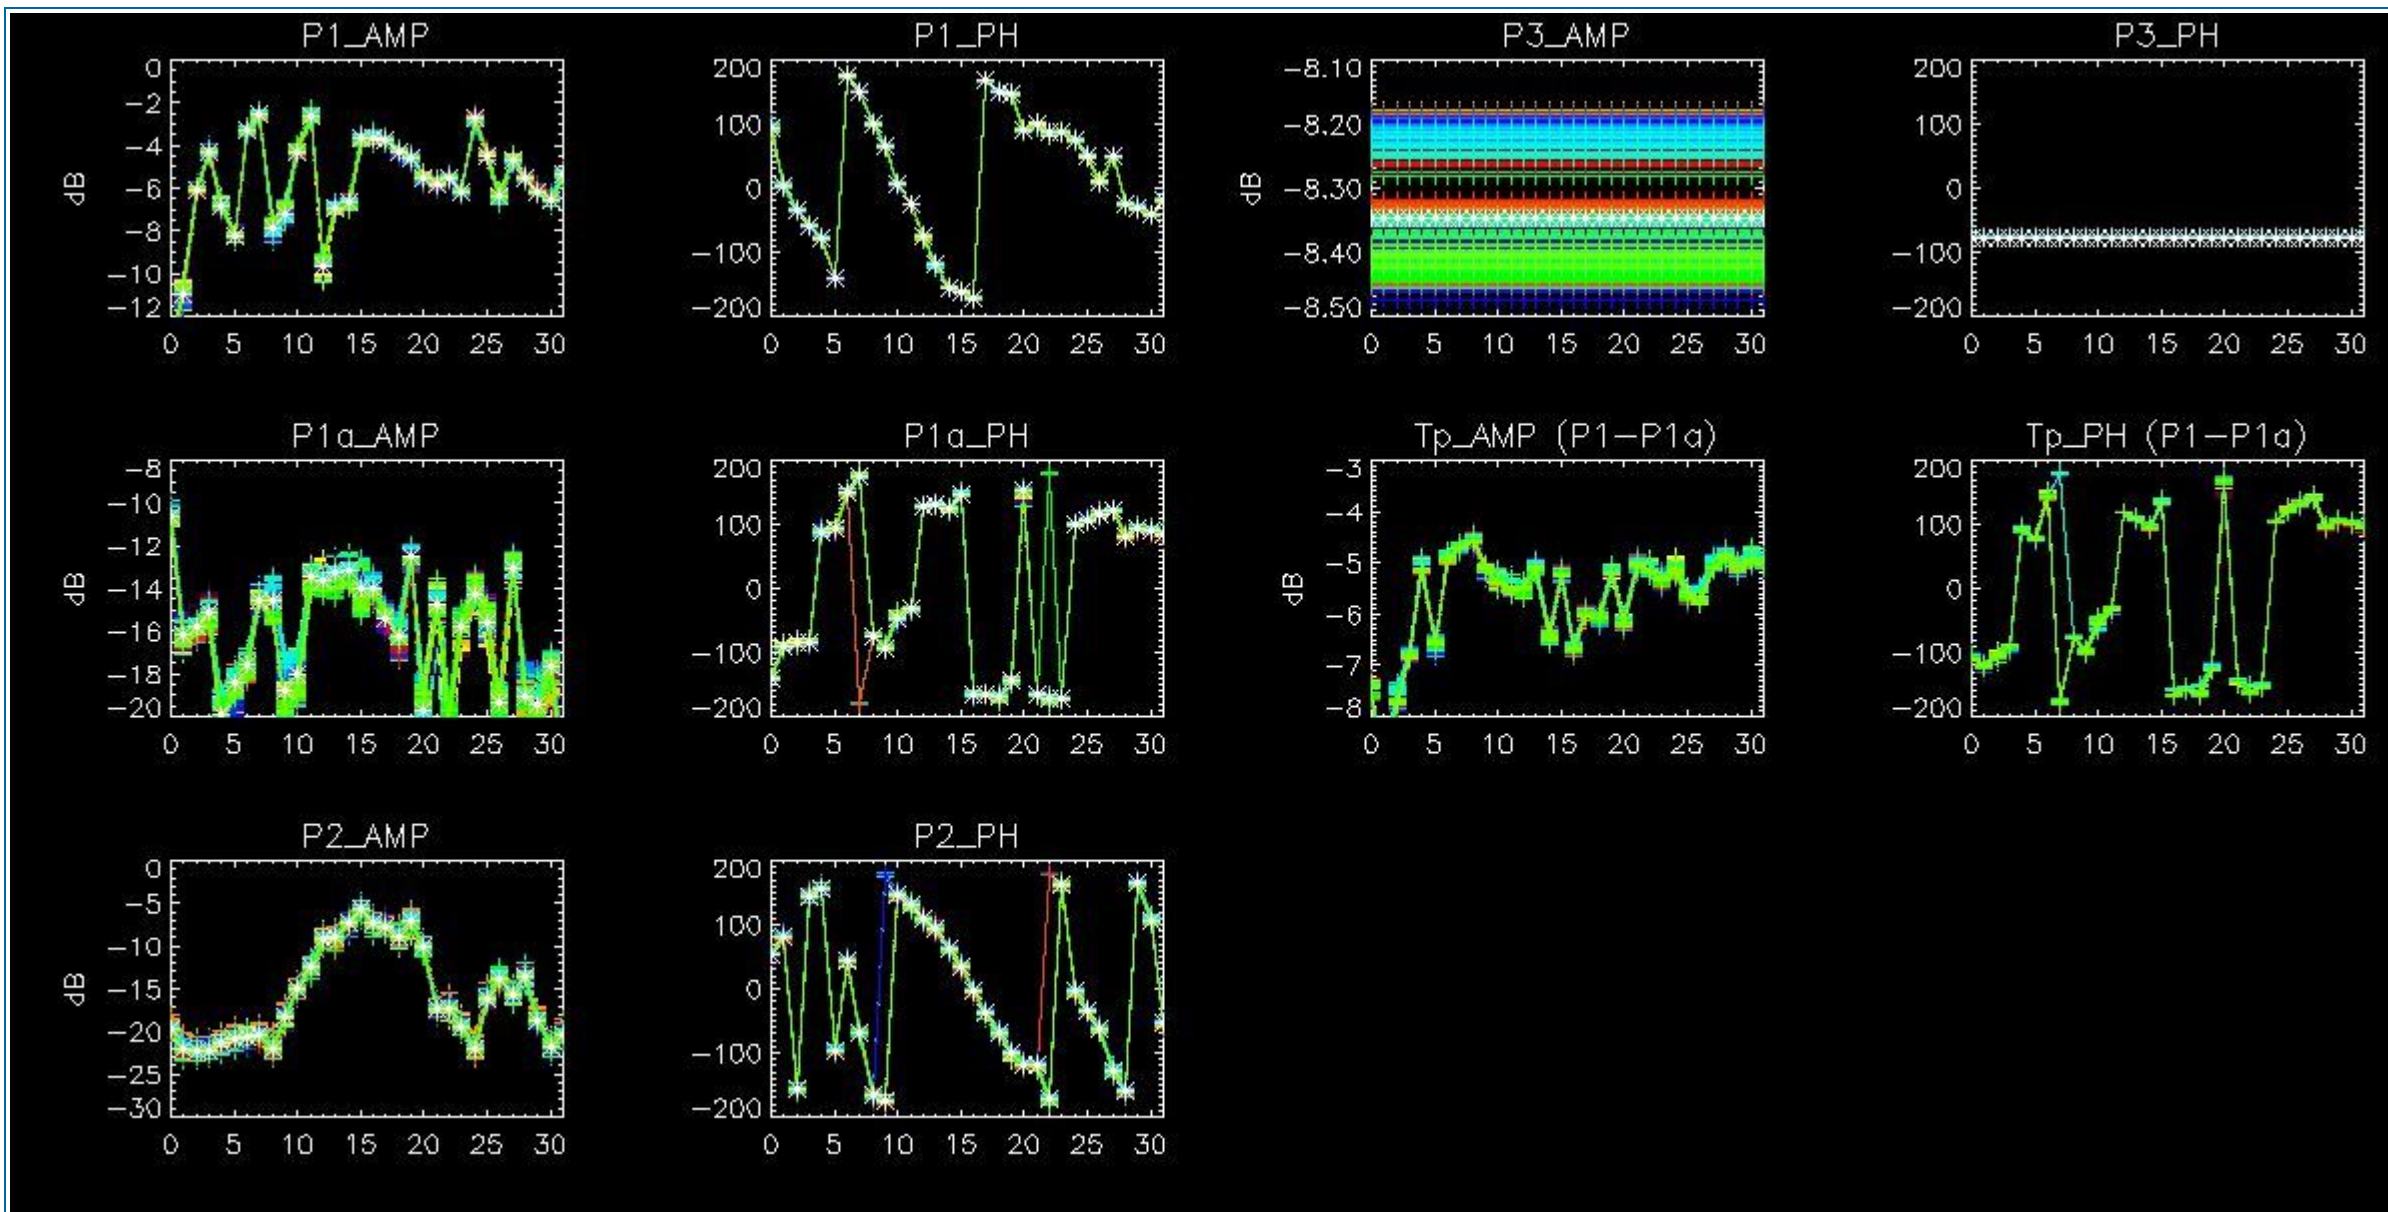 P1_AMP
0
−2
−4
−6
−8
−10
−12
dB
0 5 10 15 20 25 30
P1_PH
200
100
0
−100
−200
0 5 10 15 20 25 30
P3_AMP
−8.10
−8.20
−8.30
−8.40
−8.50
dB
0 5 10 15 20 25 30
P3_PH
200
100
0
−100
−200
0 5 10 15 20 25 30
P1a_AMP
−8
−10
−12
−14
−16
−18
−20
dB
0 5 10 15 20 25 30
P1a_PH
200
100
0
−100
−200
0 5 10 15 20 25 30
Tp_AMP (P1−P1a)
−3
−4
−5
−6
−7
−8
dB
0 5 10 15 20 25 30
Tp_PH (P1−P1a)
200
100
0
−100
−200
0 5 10 15 20 25 30
P2_AMP
0
−5
−10
−15
−20
−25
−30
dB
0 5 10 15 20 25 30
P2_PH
200
100
0
−100
−200
0 5 10 15 20 25 30